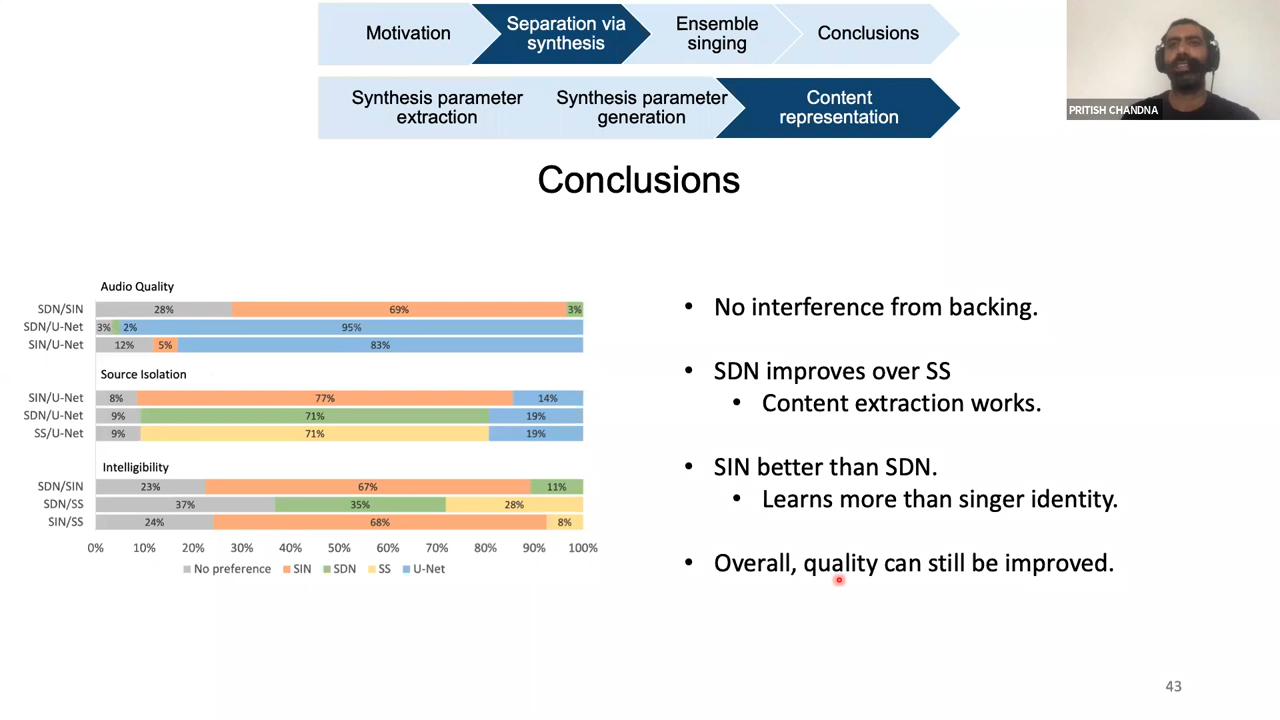 Motivation
Separation via
synthesis
Ensemble
singing
Conclusions
Synthesis parameter
extraction
Synthesis parameter
generation
Content
representation
PRITISH CHANDNA
Conclusions
Audio Quality
SDN/SIN 28% 69% 3%
SDN/U-Net 3% 2% 95%
SIN/U-Net 12% 5% 83%
Source Isolation
SIN/U-Net 8% 77% 14%
SDN/U-Net 9% 71% 19%
SS/U-Net 9% 71% 19%
Intelligibility
SDN/SIN 23% 67% 11%
SDN/SS 37% 35% 28%
SIN/SS 24% 68% 8%
0% 10% 20% 30% 40% 50% 60% 70% 80% 90% 100%
No preference SIN SDN SS U-Net
• No interference from backing.
• SDN improves over SS
• Content extraction works.
• SIN better than SDN.
• Learns more than singer identity.
• Overall, quality can still be improved.
43